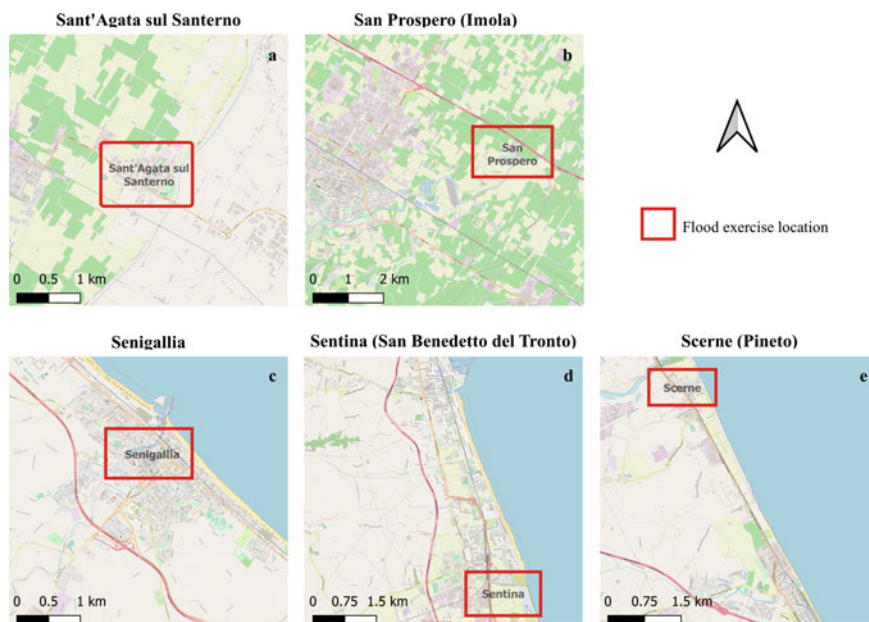 Sant'Agata sul Santerno
San Prospero (Imola)
a
b
Sant'Agata sul
Santerno
San
Prospero
Flood exercise location
0 0.5 1 km
0 1 2 km
Senigallia
Sentina (San Benedetto del Tronto)
Scerne (Pineto)
c
d
e
Senigallia
Scerne
Sentina
0 0.5 1 km
0 0.75 1.5 km
0 0.75 1.5 km